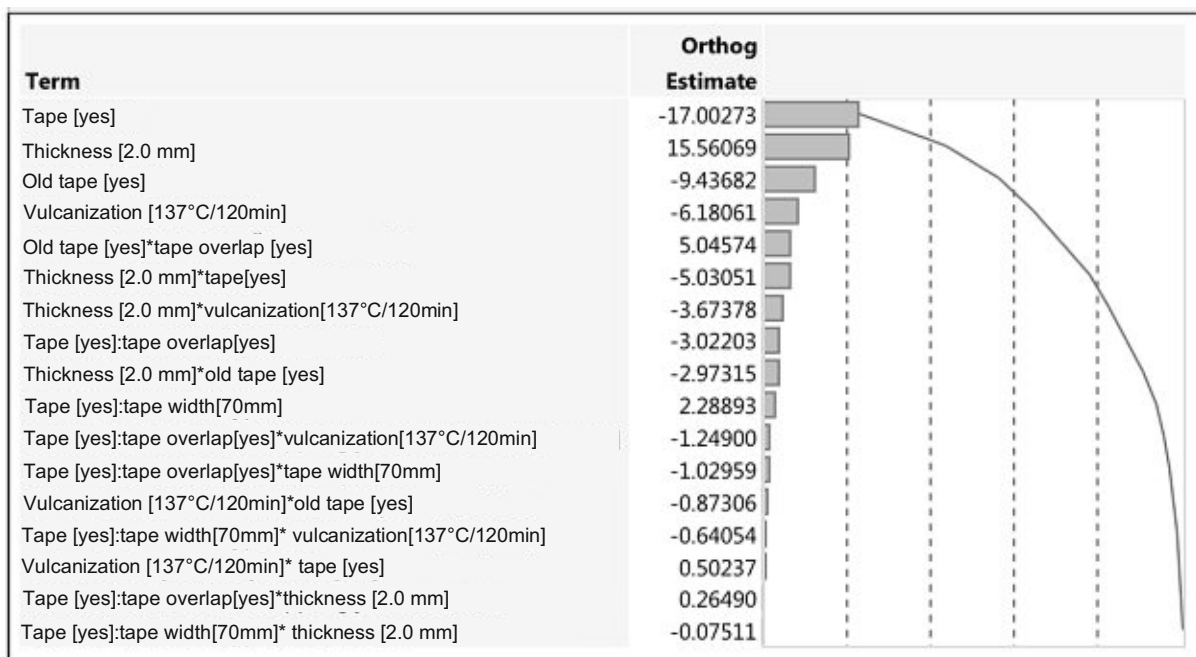 Orthog
Term Estimate
Tape [yes] -17.00273
Thickness [2.0 mm] 15.56069
Old tape [yes] -9.43682
Vulcanization [137°C/120min] -6.18061
Old tape [yes]*tape overlap [yes] 5.04574
Thickness [2.0 mm]*tape[yes] -5.03051
Thickness [2.0 mm]*vulcanization[137°C/120min] -3.67378
Tape [yes]:tape overlap[yes] -3.02203
Thickness [2.0 mm]*old tape [yes] -2.97315
Tape [yes]:tape width[70mm] 2.28893
Tape [yes]:tape overlap[yes]*vulcanization[137°C/120min] -1.24900
Tape [yes]:tape overlap[yes]*tape width[70mm] -1.02959
Vulcanization [137°C/120min]*old tape [yes] -0.87306
Tape [yes]:tape width[70mm]* vulcanization[137°C/120min] -0.64054
Vulcanization [137°C/120min]* tape [yes] 0.50237
Tape [yes]:tape overlap[yes]*thickness [2.0 mm] 0.26490
Tape [yes]:tape width[70mm]* thickness [2.0 mm] -0.07511